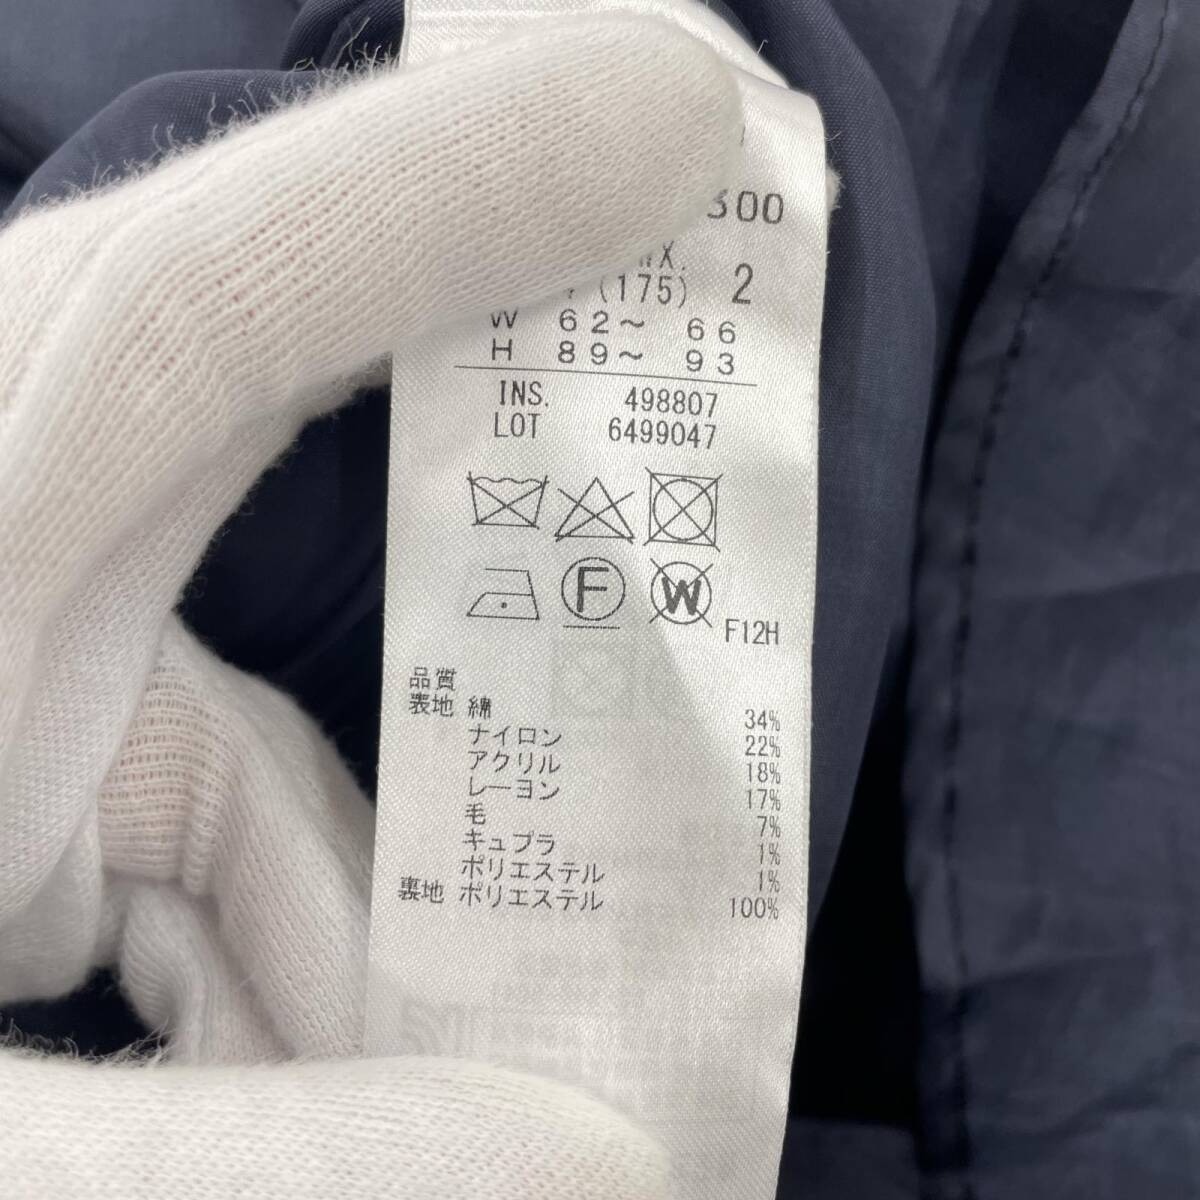 300
(175) 2
W 62～ 66
H 89～ 93
INS. 498807
LOT 6499047
F
W
F12H
品質
表地 綿 34%
ナイロン 22%
アクリル 18%
レーヨン 17%
毛 7%
キュプラ 1%
ポリエステル 1%
裏地 ポリエステル 100%